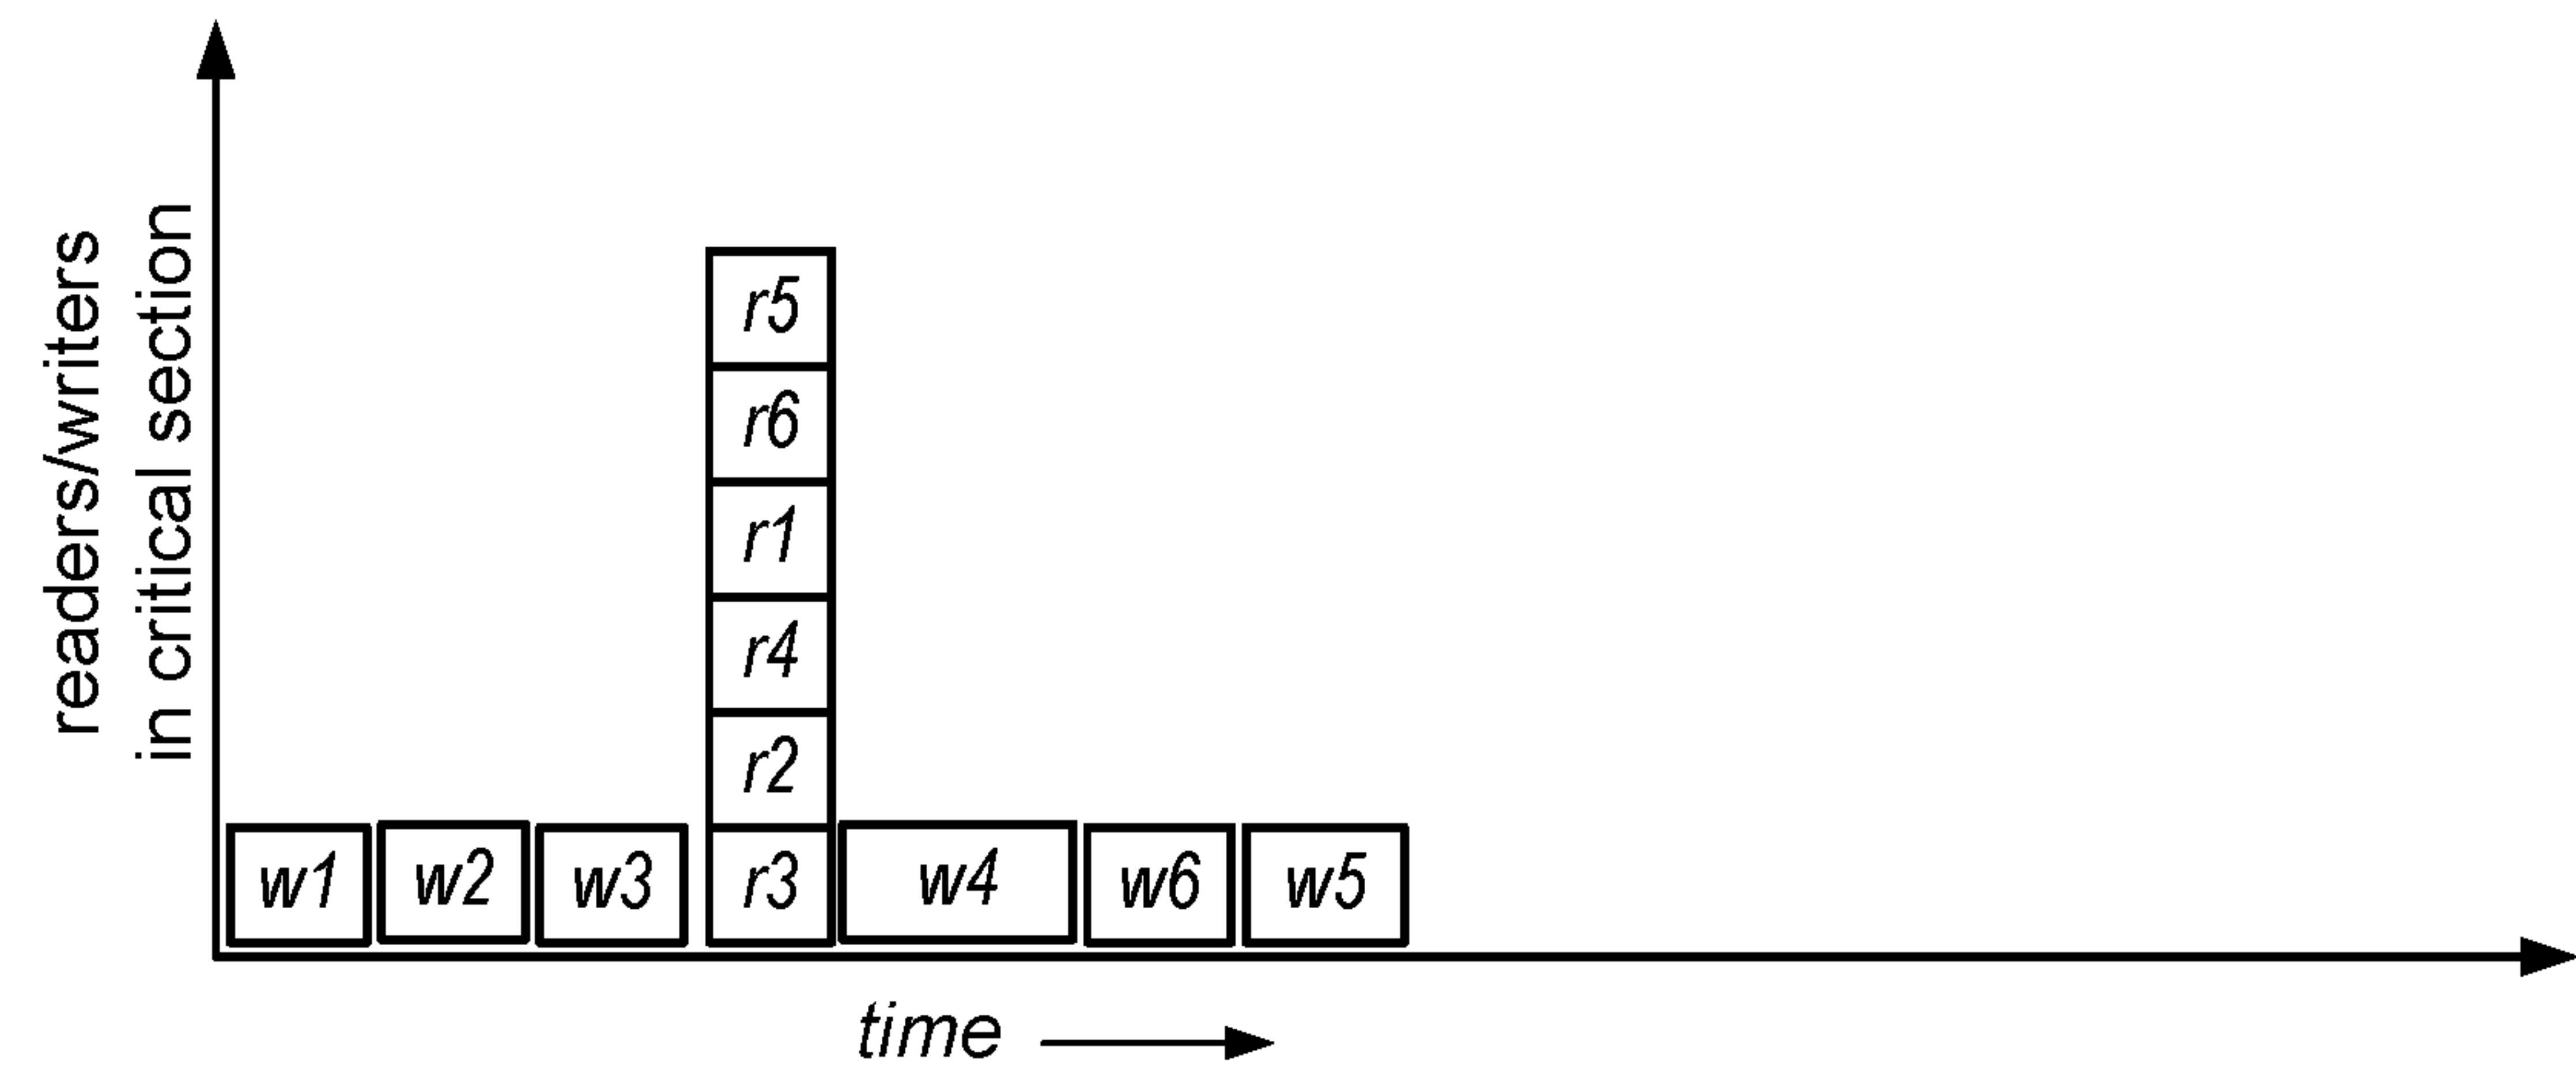 readers/writers
in critical section
r5
r6
r1
r4
r2
w1 w2 w3 r3 w4 w6 w5
time